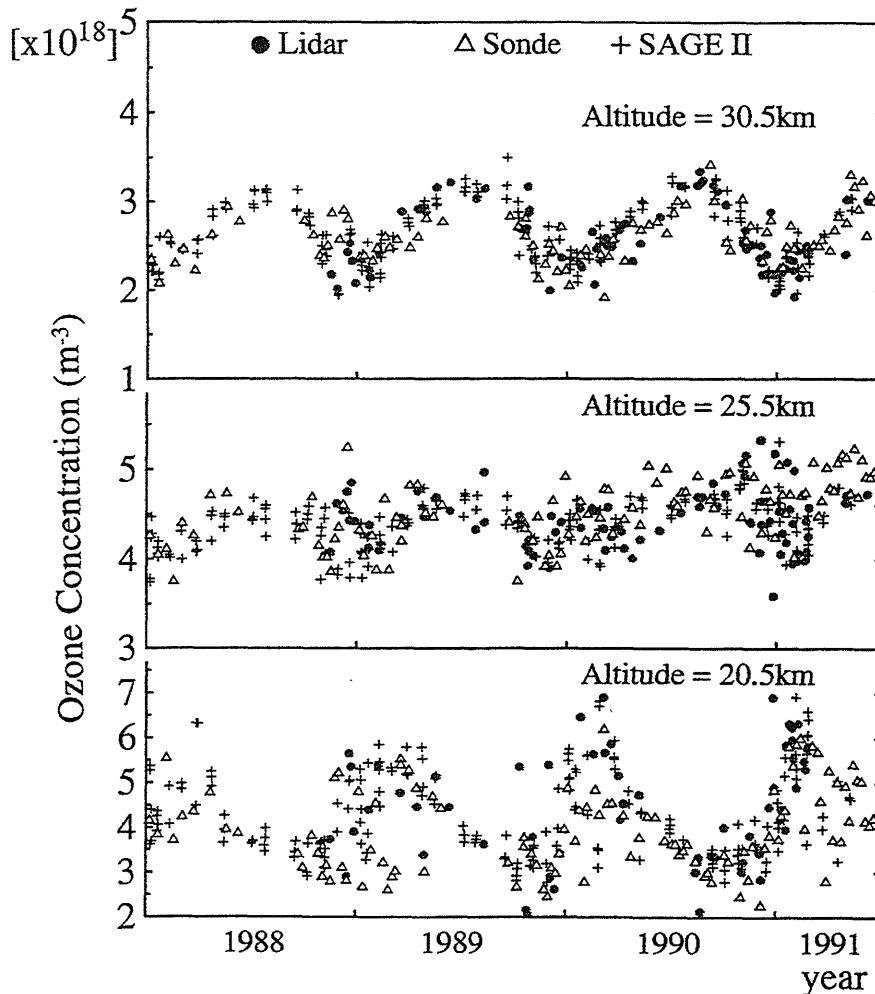 [x10^18]
5
● Lidar △ Sonde + SAGE II
Altitude = 30.5km
4
3
2
1
Altitude = 25.5km
5
4
3
Altitude = 20.5km
7
6
5
4
3
2
Ozone Concentration (m^-3)
1988 1989 1990 1991
year